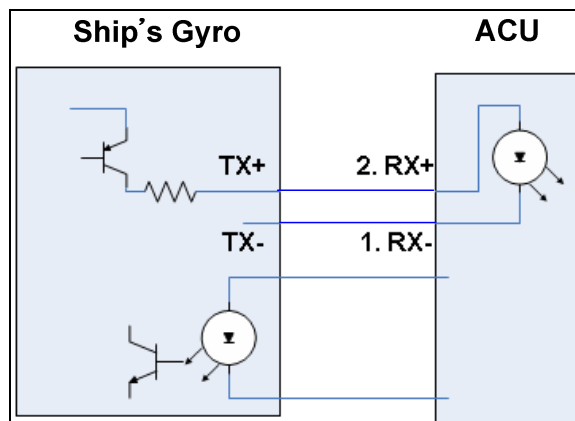 Ship's Gyro
ACU
TX+
2. RX+
TX-
1. RX-